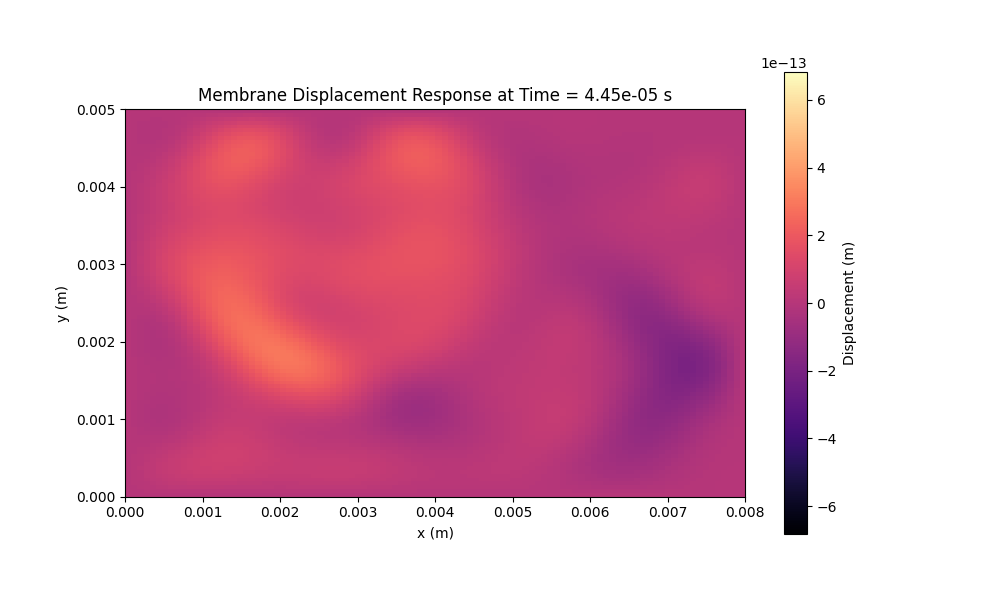 1e−13
Membrane Displacement Response at Time = 4.45e-05 s
0.005
0.004
0.003
0.002
0.001
0.000
y (m)
0.000 0.001 0.002 0.003 0.004 0.005 0.006 0.007 0.008
x (m)
6
4
2
0
−2
−4
−6
Displacement (m)